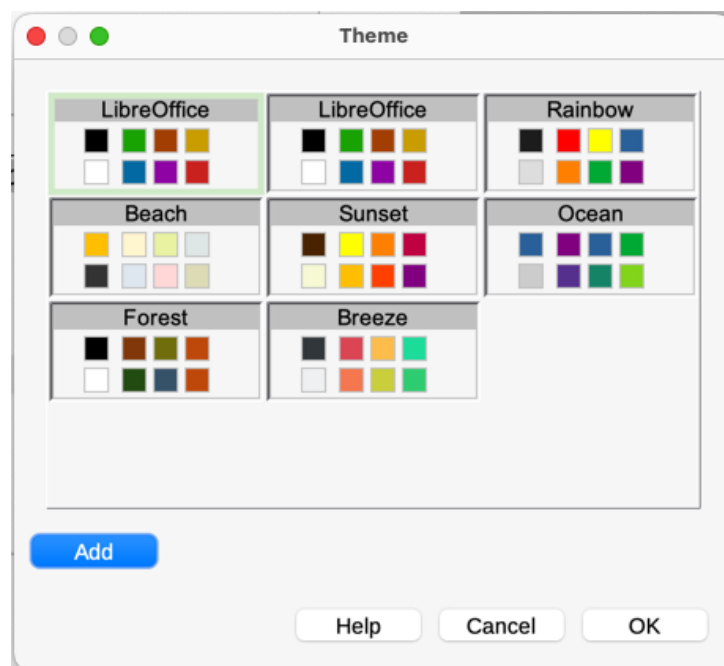 Theme
LibreOffice LibreOffice Rainbow
Beach Sunset Ocean
Forest Breeze
Add
Help Cancel OK